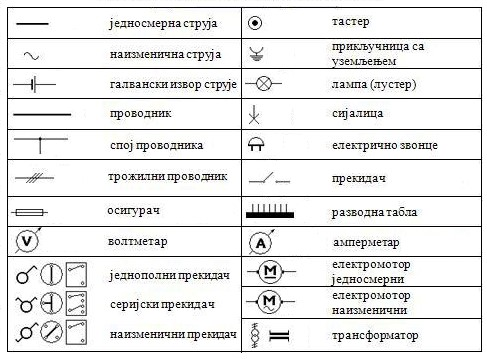 једносмерна струја
тастер
наизменична струја
прикључница са
уземљењем
галвански извор струје
лампа (лустер)
проводник
сијалица
спој проводника
електрично звонце
трожилни проводник
прекидач
осигурач
разводна табла
V
волтметар
A
амперметар
једнополни прекидач
M
електромотор
једносмерни
серијски прекидач
M
електромотор
наизменични
наизменични прекидач
трансформатор